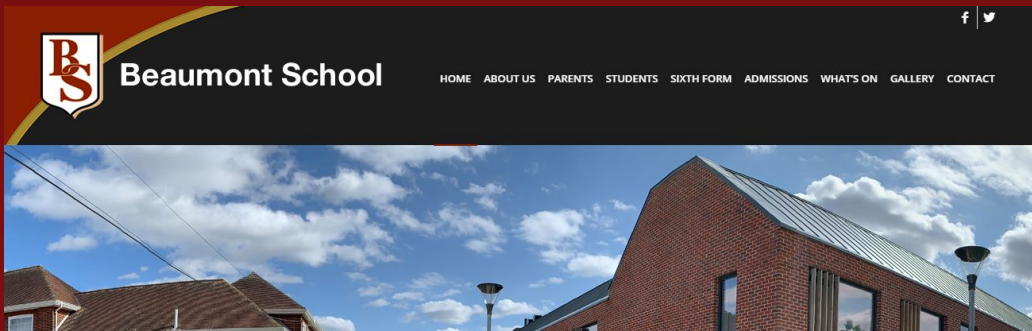 BS
Beaumont School
HOME ABOUT US PARENTS STUDENTS SIXTH FORM ADMISSIONS WHAT'S ON GALLERY CONTACT